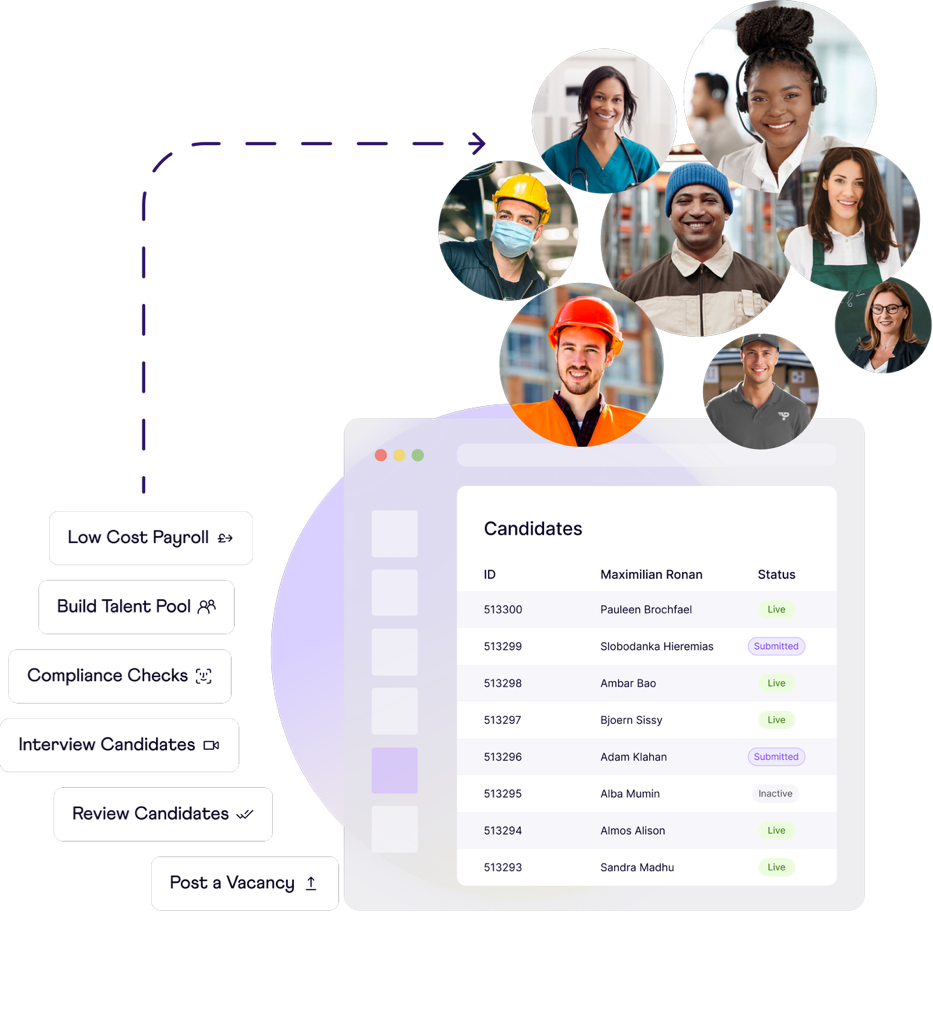 Low Cost Payroll £
Build Talent Pool
Compliance Checks
Interview Candidates
Review Candidates
Post a Vacancy
Candidates
ID Maximilian Ronan Status
513300 Pauleen Brochfael Live
513299 Slobodanka Hieremias Submitted
513298 Ambar Bao Live
513297 Bjoern Sissy Live
513296 Adam Klahan Submitted
513295 Alba Mumin Inactive
513294 Almos Alison Live
513293 Sandra Madhu Live